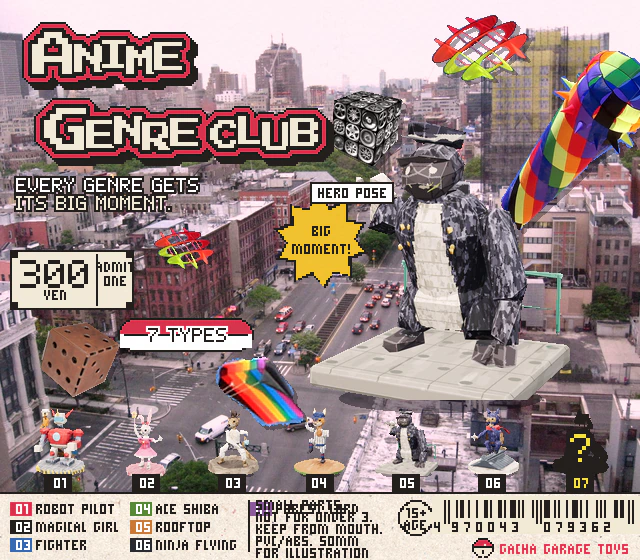 ANIME
GENRE CLUB
EVERY GENRE GETS
ITS BIG MOMENT.
HERO POSE
BIG
MOMENT!
300
YEN
ADMIT
ONE
7 TYPES
?
01
02
03
04
05
06
07
01 ROBOT PILOT
02 MAGICAL GIRL
03 FIGHTER
04 ACE SHIBA
05 ROOFTOP
06 NINJA FLYING
NOT FOR UNDER 3.
KEEP FROM MOUTH.
PVC/ABS. 50MM
FOR ILLUSTRATION
15+
AGE
4 970043 079362
GACHA GARAGE TOYS